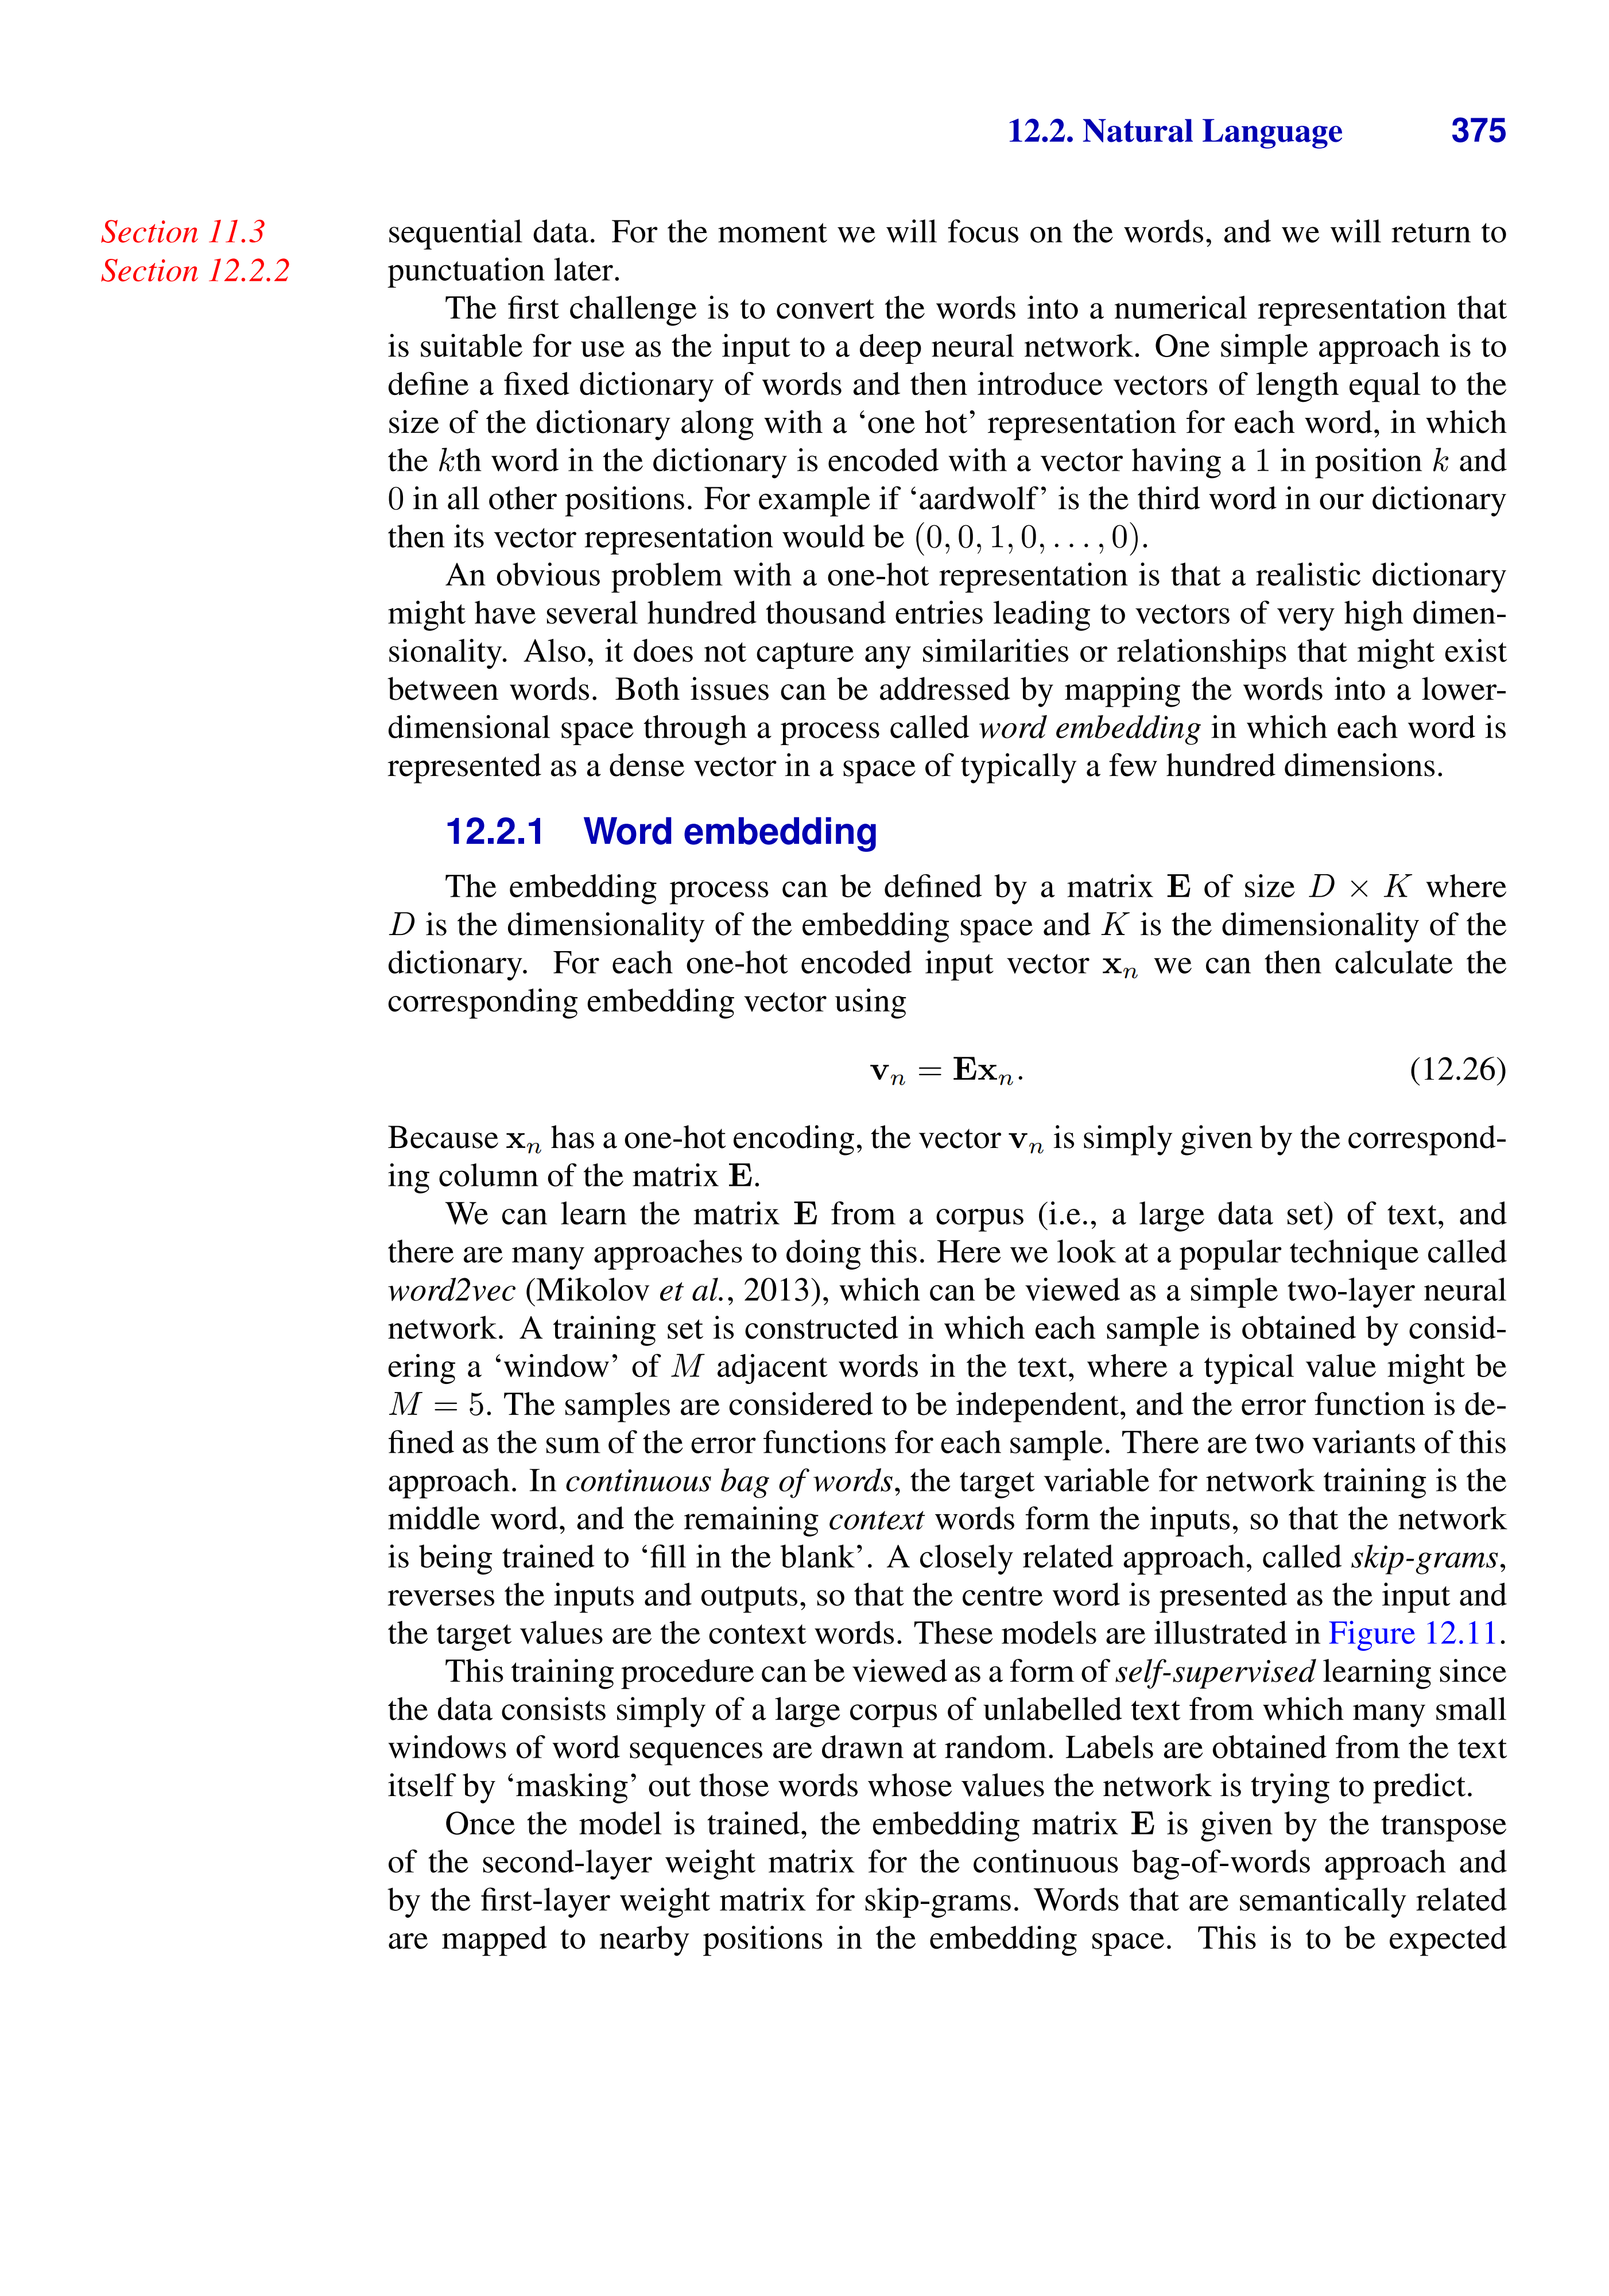 12.2. Natural Language 375
Section 11.3
Section 12.2.2
sequential data. For the moment we will focus on the words, and we will return to
punctuation later.
The first challenge is to convert the words into a numerical representation that
is suitable for use as the input to a deep neural network. One simple approach is to
define a fixed dictionary of words and then introduce vectors of length equal to the
size of the dictionary along with a ‘one hot’ representation for each word, in which
the kth word in the dictionary is encoded with a vector having a 1 in position k and
0 in all other positions. For example if ‘aardwolf’ is the third word in our dictionary
then its vector representation would be (0, 0, 1, 0, . . . , 0).
An obvious problem with a one-hot representation is that a realistic dictionary
might have several hundred thousand entries leading to vectors of very high dimen-
sionality. Also, it does not capture any similarities or relationships that might exist
between words. Both issues can be addressed by mapping the words into a lower-
dimensional space through a process called word embedding in which each word is
represented as a dense vector in a space of typically a few hundred dimensions.
12.2.1 Word embedding
The embedding process can be defined by a matrix E of size D × K where
D is the dimensionality of the embedding space and K is the dimensionality of the
dictionary. For each one-hot encoded input vector xₙ we can then calculate the
corresponding embedding vector using
vₙ = Exₙ. (12.26)
Because xₙ has a one-hot encoding, the vector vₙ is simply given by the correspond-
ing column of the matrix E.
We can learn the matrix E from a corpus (i.e., a large data set) of text, and
there are many approaches to doing this. Here we look at a popular technique called
word2vec (Mikolov et al., 2013), which can be viewed as a simple two-layer neural
network. A training set is constructed in which each sample is obtained by consid-
ering a ‘window’ of M adjacent words in the text, where a typical value might be
M = 5. The samples are considered to be independent, and the error function is de-
fined as the sum of the error functions for each sample. There are two variants of this
approach. In continuous bag of words, the target variable for network training is the
middle word, and the remaining context words form the inputs, so that the network
is being trained to ‘fill in the blank’. A closely related approach, called skip-grams,
reverses the inputs and outputs, so that the centre word is presented as the input and
the target values are the context words. These models are illustrated in Figure 12.11.
This training procedure can be viewed as a form of self-supervised learning since
the data consists simply of a large corpus of unlabelled text from which many small
windows of word sequences are drawn at random. Labels are obtained from the text
itself by ‘masking’ out those words whose values the network is trying to predict.
Once the model is trained, the embedding matrix E is given by the transpose
of the second-layer weight matrix for the continuous bag-of-words approach and
by the first-layer weight matrix for skip-grams. Words that are semantically related
are mapped to nearby positions in the embedding space. This is to be expected